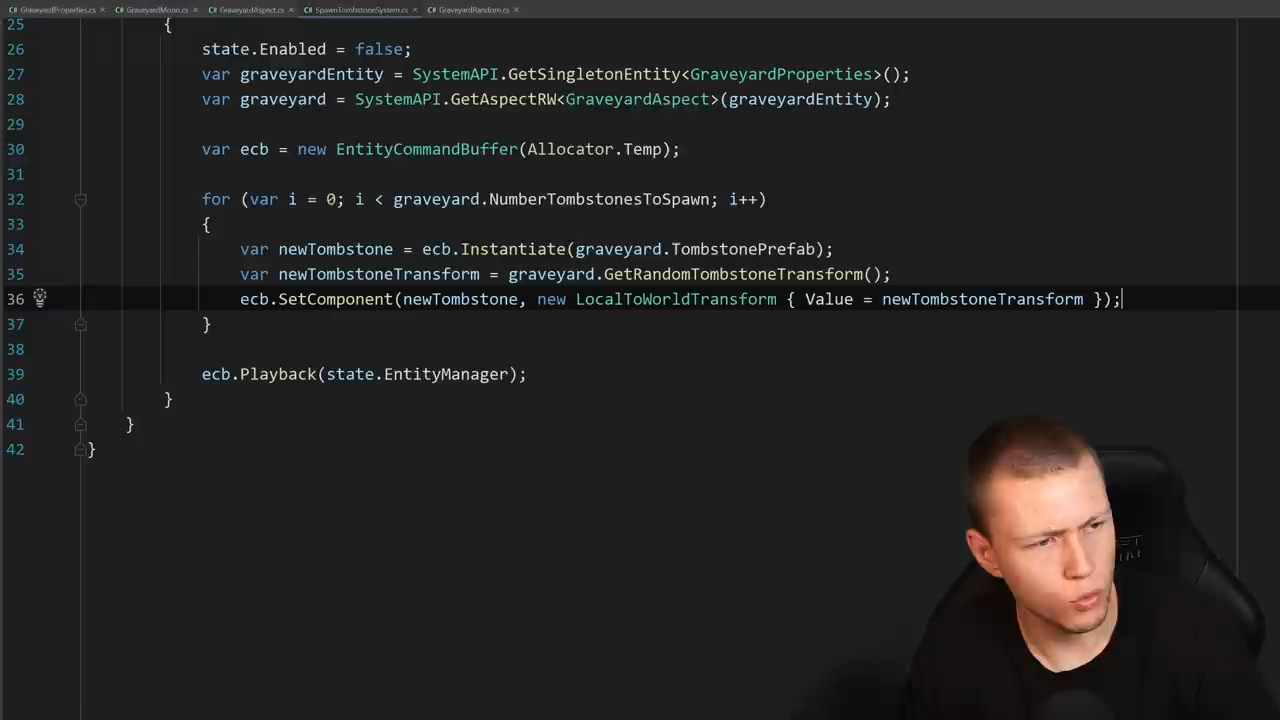 GraveyardProperties.cs × GraveyardMono.cs × GraveyardAspect.cs × SpawnTombstoneSystem.cs × GraveyardRandom.cs ×
25 {
26 state.Enabled = false;
27 var graveyardEntity = SystemAPI.GetSingletonEntity<GraveyardProperties>();
28 var graveyard = SystemAPI.GetAspectRW<GraveyardAspect>(graveyardEntity);
29
30 var ecb = new EntityCommandBuffer(Allocator.Temp);
31
32 for (var i = 0; i < graveyard.NumberTombstonesToSpawn; i++)
33 {
34 var newTombstone = ecb.Instantiate(graveyard.TombstonePrefab);
35 var newTombstoneTransform = graveyard.GetRandomTombstoneTransform();
36 ecb.SetComponent(newTombstone, new LocalToWorldTransform { Value = newTombstoneTransform });
37 }
38
39 ecb.Playback(state.EntityManager);
40 }
41 }
42 }